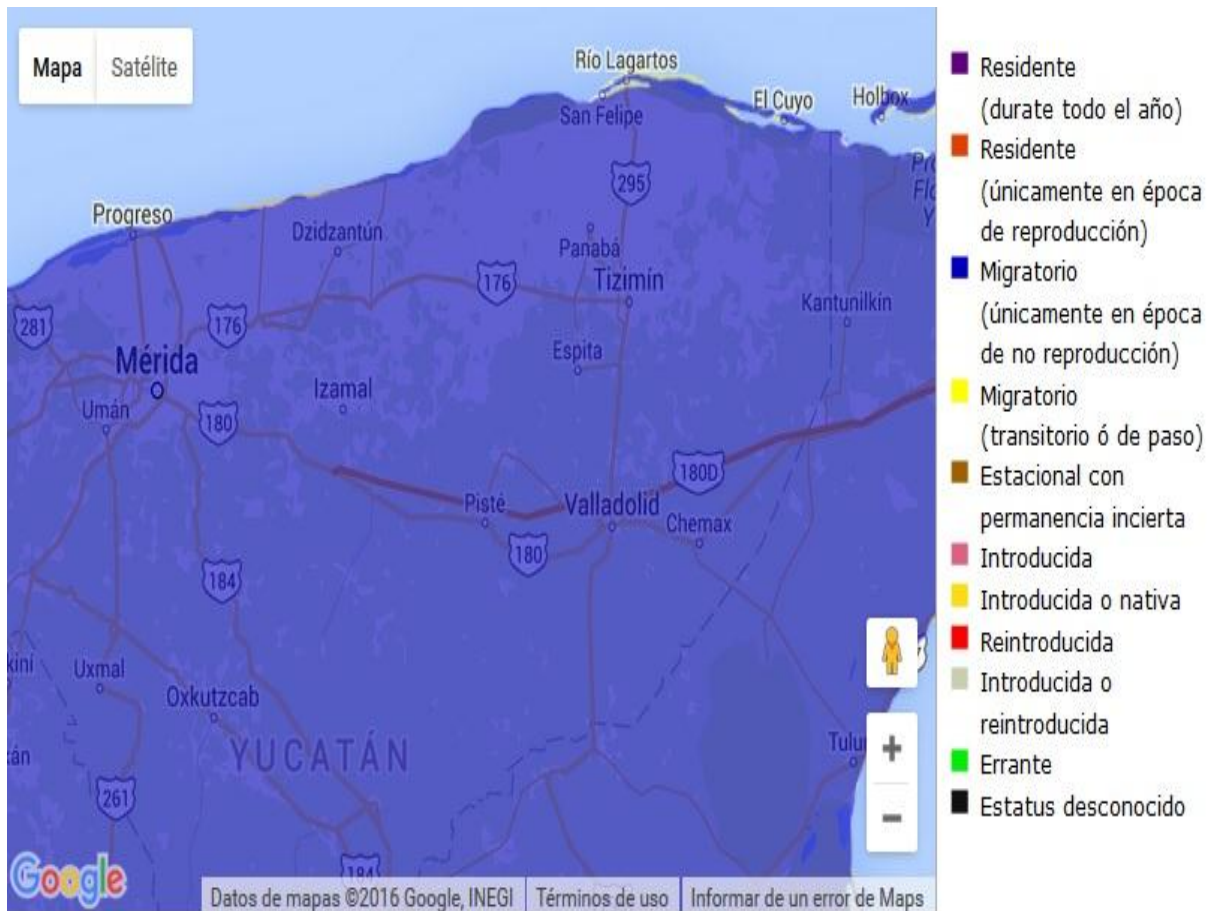 Mapa Satélite
Río Lagartos
El Cuyo
Holbox
San Felipe
295
Progreso
Dzidzantún
Panabá
176
Tizimín
Kantunilkín
281
176
Mérida
Espita
Izamal
Umán
180
180D
Pisté
Valladolid
Chemax
180
184
Uxmal
Oxkutzcab
YUCATÁN
261
184
+
−
Google
Datos de mapas ©2016 Google, INEGI
Términos de uso
Informar de un error de Maps
Residente
(durate todo el año)
Residente
(únicamente en época
de reproducción)
Migratorio
(únicamente en época
de no reproducción)
Migratorio
(transitorio ó de paso)
Estacional con
permanencia incierta
Introducida
Introducida o nativa
Reintroducida
Introducida o
reintroducida
Errante
Estatus desconocido